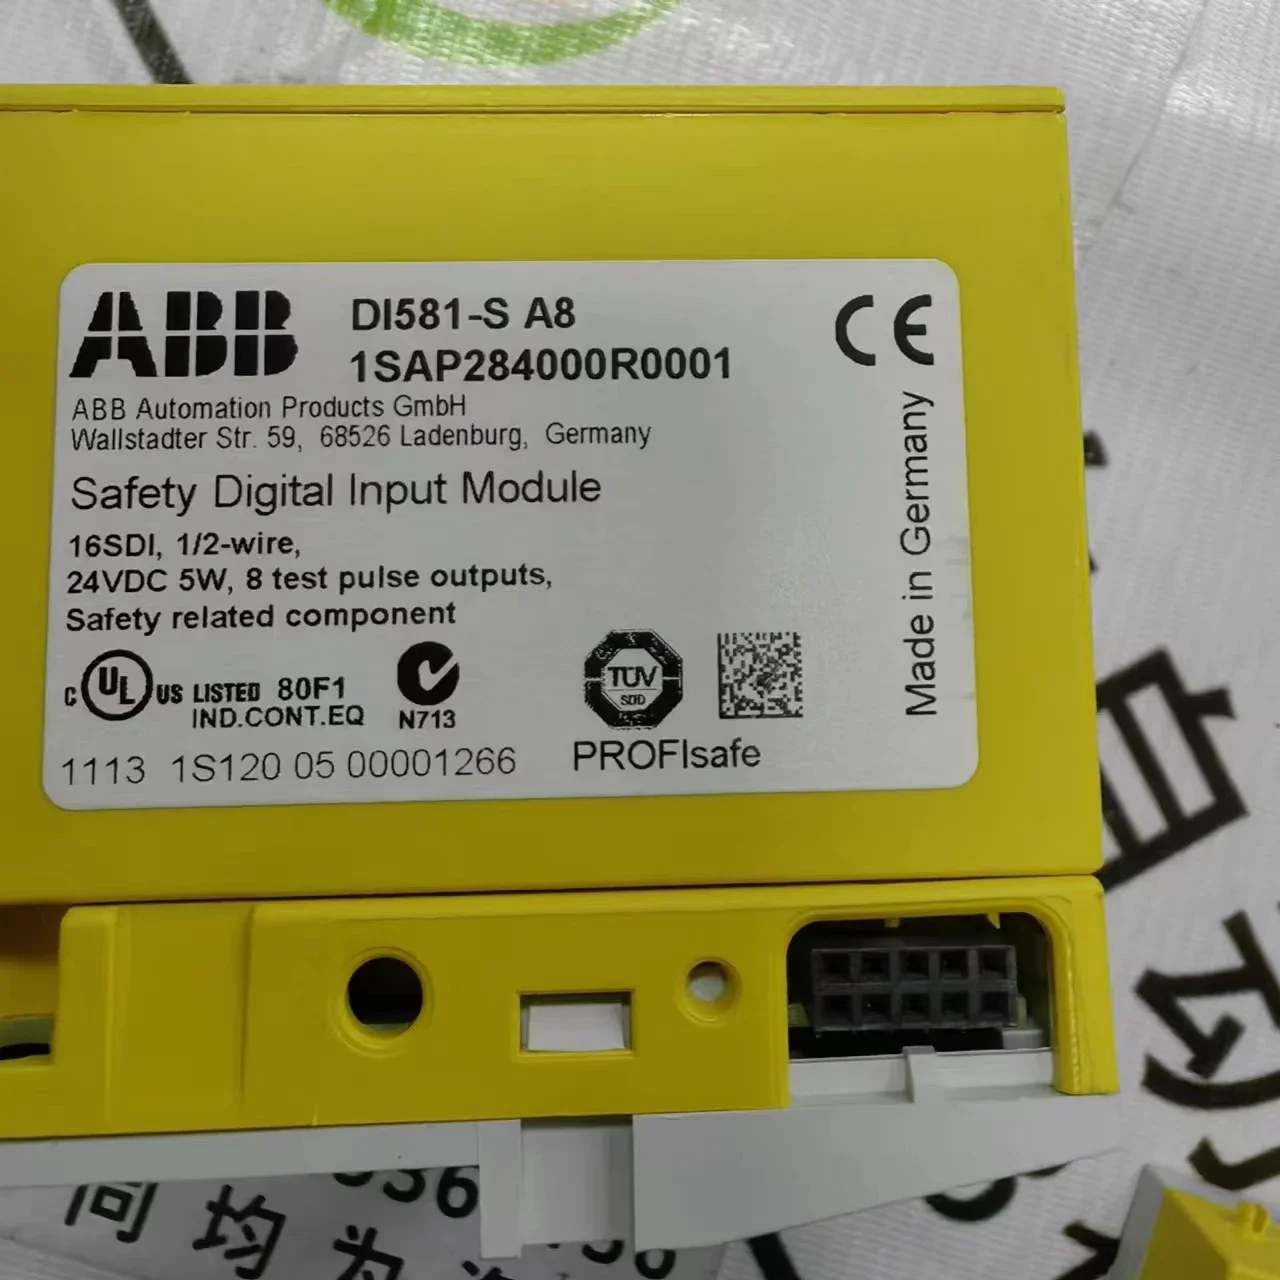 ABB
DI581-S A8
1SAP284000R0001
CE
ABB Automation Products GmbH
Wallstadter Str. 59, 68526 Ladenburg, Germany
Safety Digital Input Module
16SDI, 1/2-wire,
24VDC 5W, 8 test pulse outputs,
Safety related component
Made in Germany
C UL US LISTED 80F1
IND.CONT.EQ
N713
TÜV
SÜD
PROFIsafe
1113 1S120 05 00001266
均为